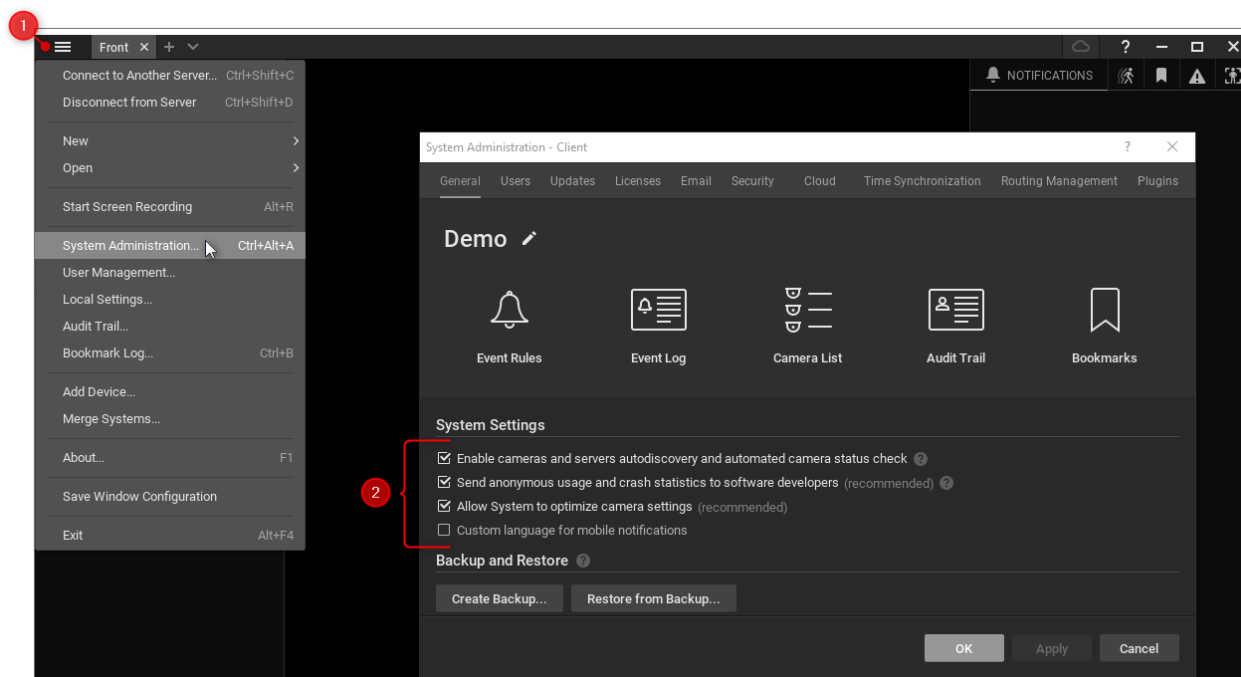 1
Front
NOTIFICATIONS
Connect to Another Server... Ctrl+Shift+C
Disconnect from Server Ctrl+Shift+D
New
Open
Start Screen Recording Alt+R
System Administration... Ctrl+Alt+A
User Management...
Local Settings...
Audit Trail...
Bookmark Log... Ctrl+B
Add Device...
Merge Systems...
About... F1
Save Window Configuration
Exit Alt+F4
System Administration - Client
General Users Updates Licenses Email Security Cloud Time Synchronization Routing Management Plugins
Demo
Event Rules Event Log Camera List Audit Trail Bookmarks
System Settings
Enable cameras and servers autodiscovery and automated camera status check
2
Send anonymous usage and crash statistics to software developers (recommended)
Allow System to optimize camera settings (recommended)
Custom language for mobile notifications
Backup and Restore
Create Backup... Restore from Backup...
OK Apply Cancel